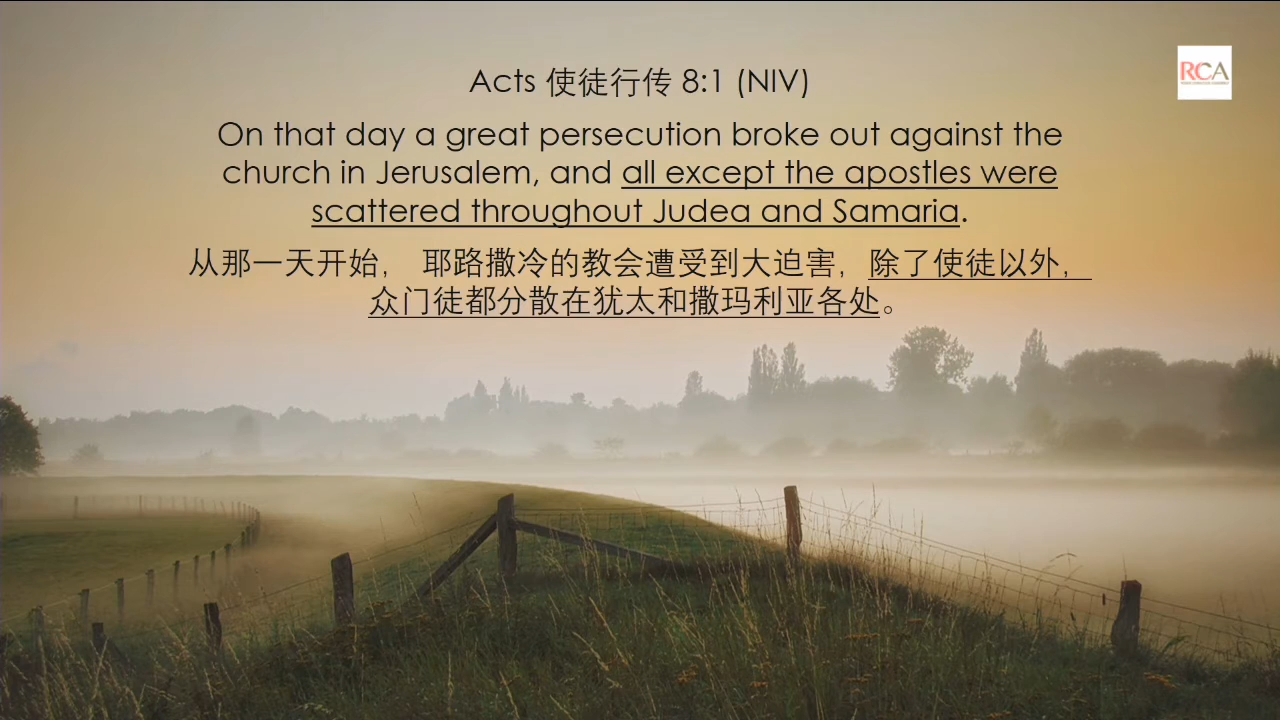 Acts 使徒行传 8:1 (NIV)
RCA
On that day a great persecution broke out against the
church in Jerusalem, and all except the apostles were
scattered throughout Judea and Samaria.
从那一天开始， 耶路撒冷的教会遭受到大迫害，除了使徒以外，
众门徒都分散在犹太和撒玛利亚各处。